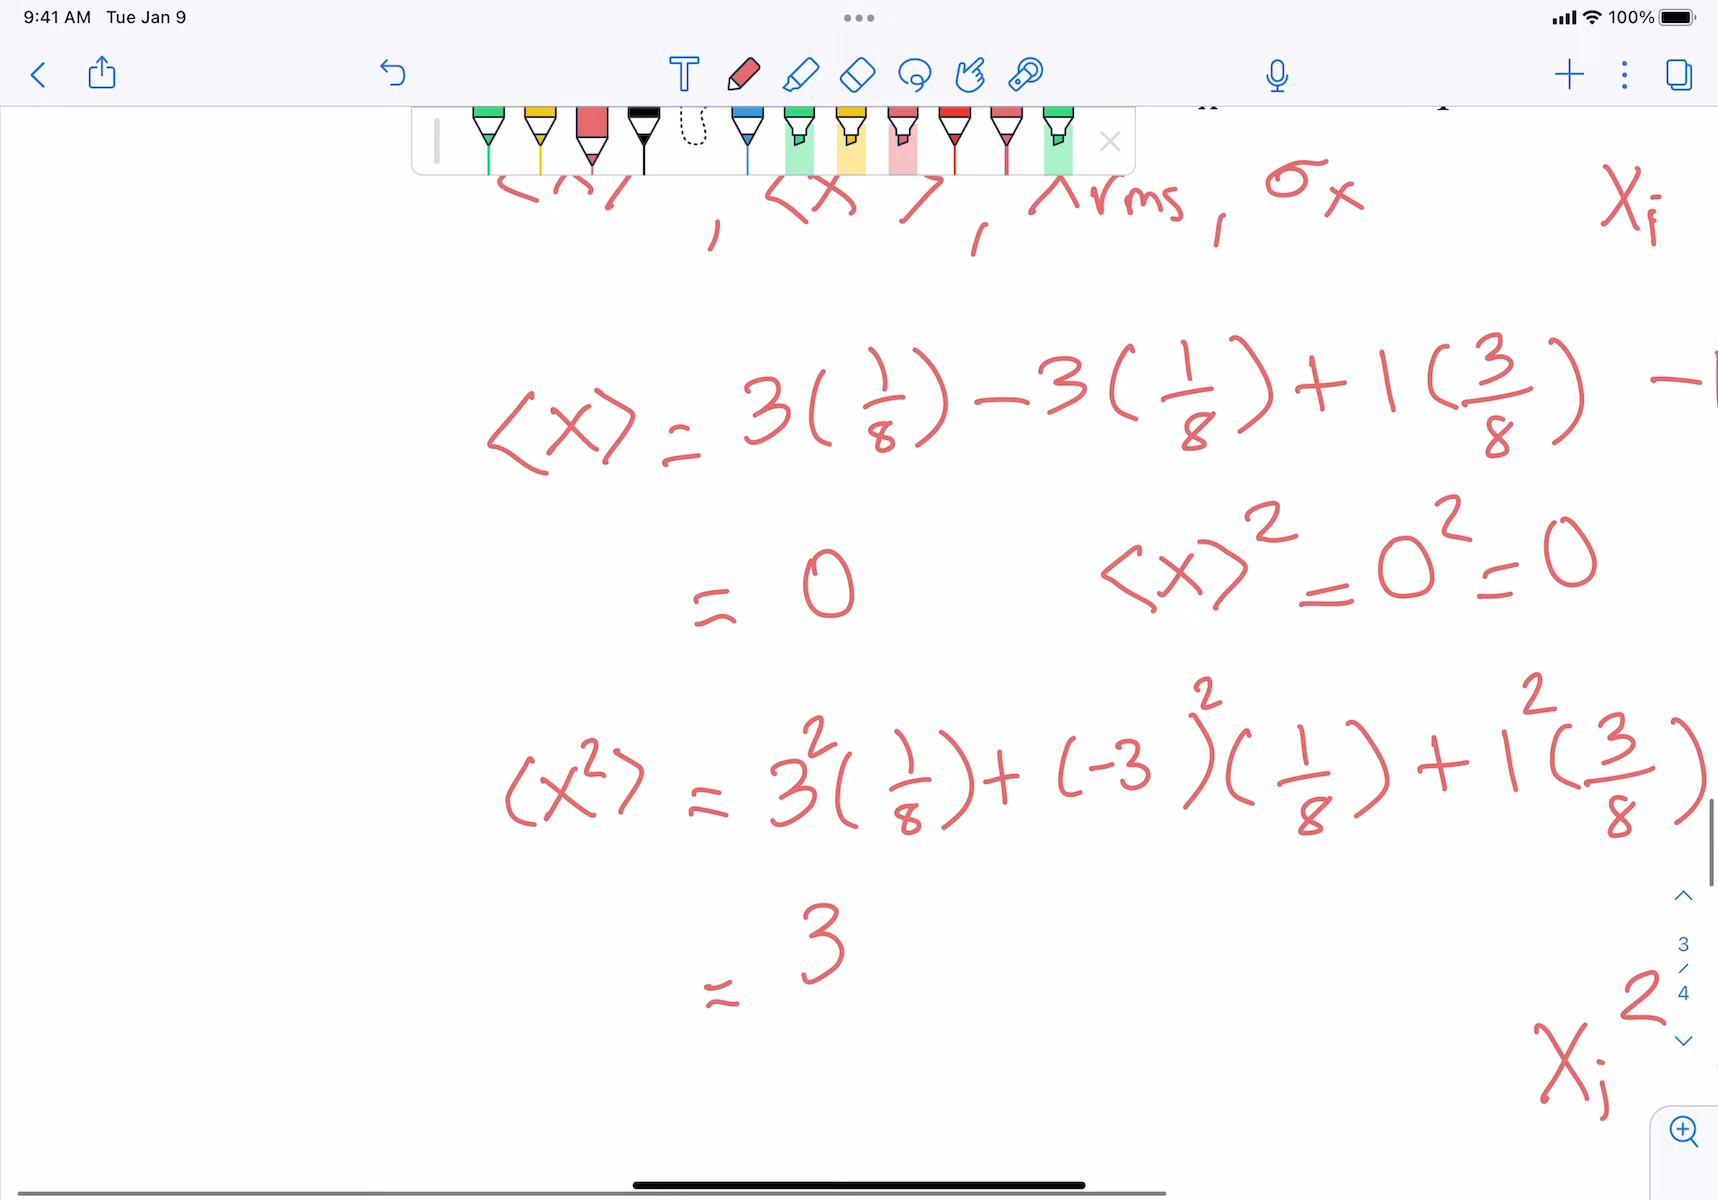 9:41 AM Tue Jan 9 100%
⟨x⟩, ⟨x⟩, Xrms, σx Xi
⟨x⟩ = 3(1/8) - 3(1/8) + 1(3/8) -
= 0 ⟨x⟩² = 0² = 0
⟨x²⟩ = 3²(1/8) + (-3)²(1/8) + 1²(3/8)
= 3
3/4
Xj²